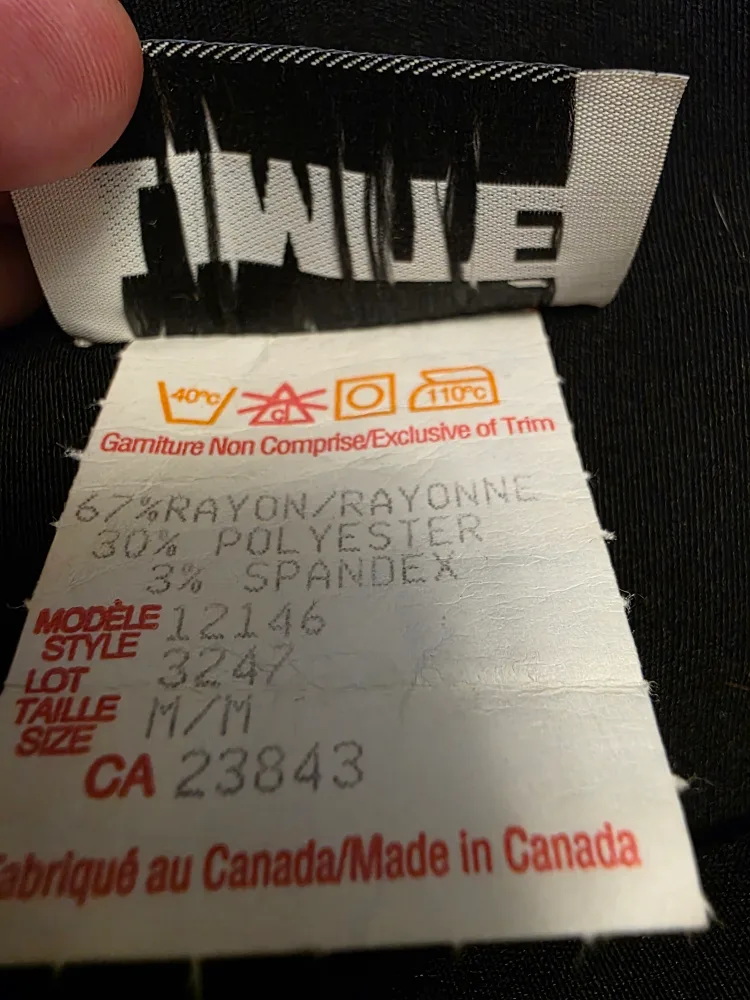 40°c cl 110°c
Garniture Non Comprise/Exclusive of Trim
67%RAYON/RAYONNE
30% POLYESTER
3% SPANDEX
MODÈLE 12146
STYLE
LOT 3247
TAILLE M/M
SIZE
CA 23843
Fabriqué au Canada/Made in Canada